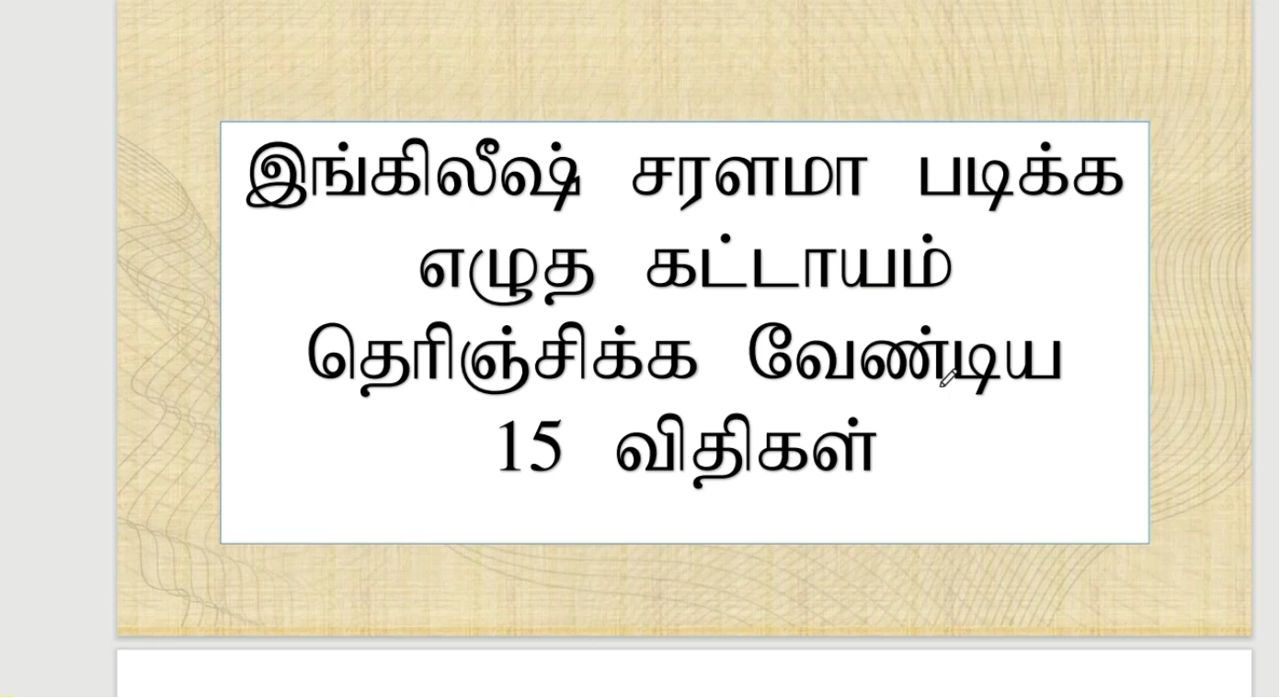 இங்கிலீஷ் சரளமா படிக்க
எழுத கட்டாயம்
தெரிஞ்சிக்க வேண்டிய
15 விதிகள்